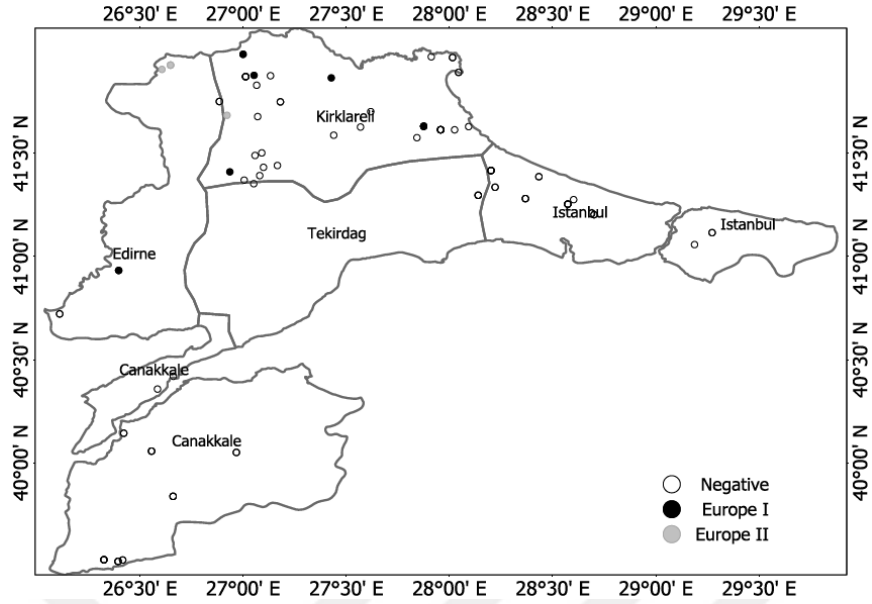 26°30' E 27°00' E 27°30' E 28°00' E 28°30' E 29°00' E 29°30' E
41°30' N
41°00' N
40°30' N
40°00' N
41°30' N
41°00' N
40°30' N
40°00' N
Kirklareli
Istanbul
Istanbul
Tekirdag
Edirne
Canakkale
Canakkale
Negative
Europe I
Europe II
26°30' E 27°00' E 27°30' E 28°00' E 28°30' E 29°00' E 29°30' E